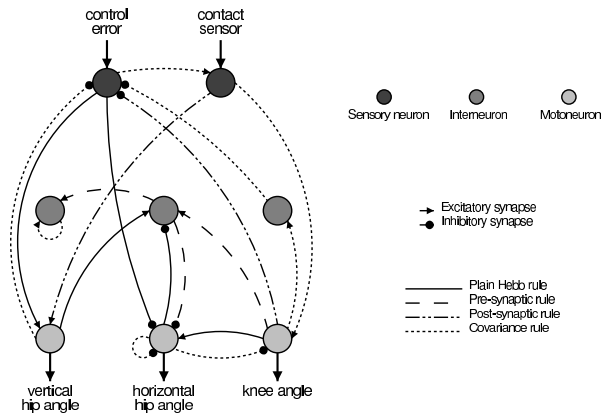 control
error
contact
sensor
Sensory neuron
Interneuron
Motoneuron
Excitatory synapse
Inhibitory synapse
Plain Hebb rule
Pre-synaptic rule
Post-synaptic rule
Covariance rule
vertical
hip angle
horizontal
hip angle
knee angle